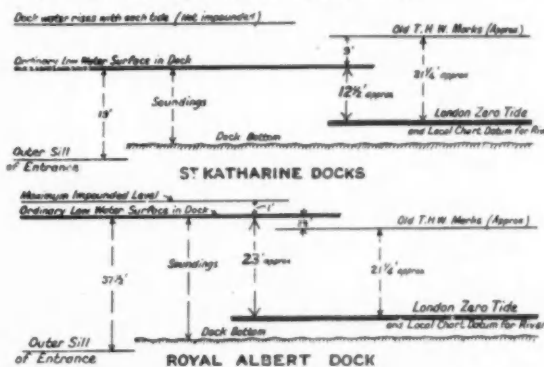 Dock water rises with each tide (not impounded)
Old T.H.W. Marks (Approx)
9'
Ordinary low Water Surface in Dock
19'
Soundings
12½' approx
21¼' approx
London Zero Tide
and Local Chart Datum for Rive
Dock Bottom
Outer Sill
of Entrance
ST KATHARINE DOCKS
Maximum Impounded Level
1'
Ordinary Low Water Surface in Dock
Old T.H.W. Marks (Approx)
37½'
Soundings
23' approx
21¼' approx
London Zero Tide
and Local Chart Datum for River
Dock Bottom
Outer Sill
of Entrance
ROYAL ALBERT DOCK